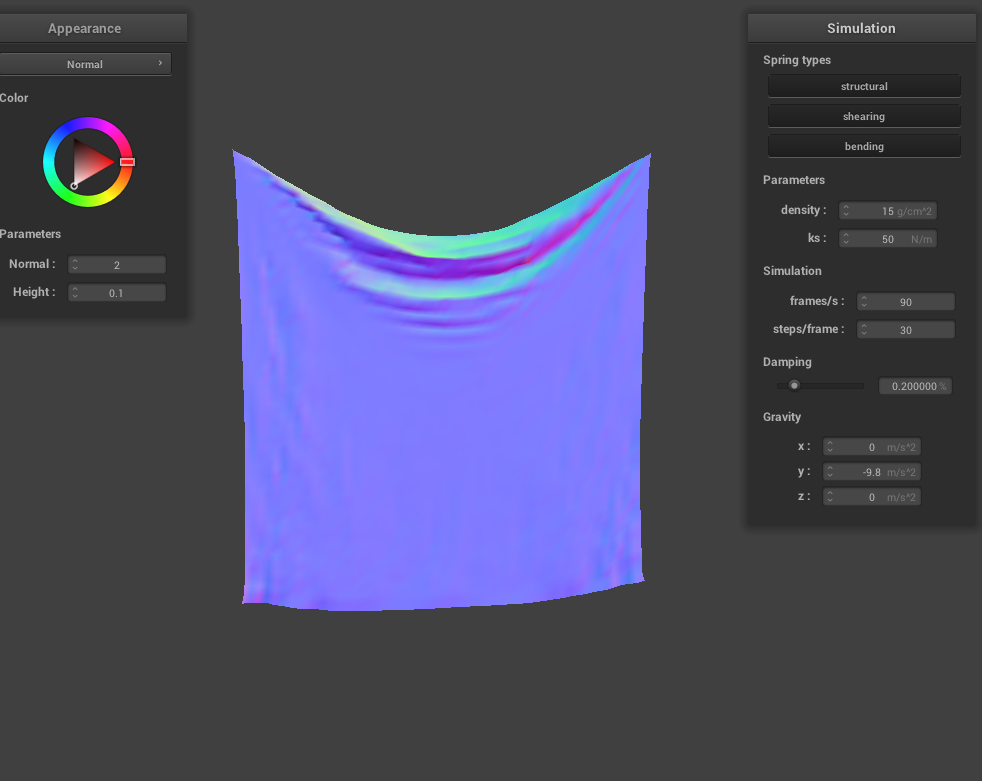 Appearance
Normal ›
Color
Parameters
Normal : 2
Height : 0.1
Simulation
Spring types
structural
shearing
bending
Parameters
density : 15 g/cm^2
ks : 50 N/m
Simulation
frames/s : 90
steps/frame : 30
Damping
0.200000 %
Gravity
x : 0 m/s^2
y : -9.8 m/s^2
z : 0 m/s^2